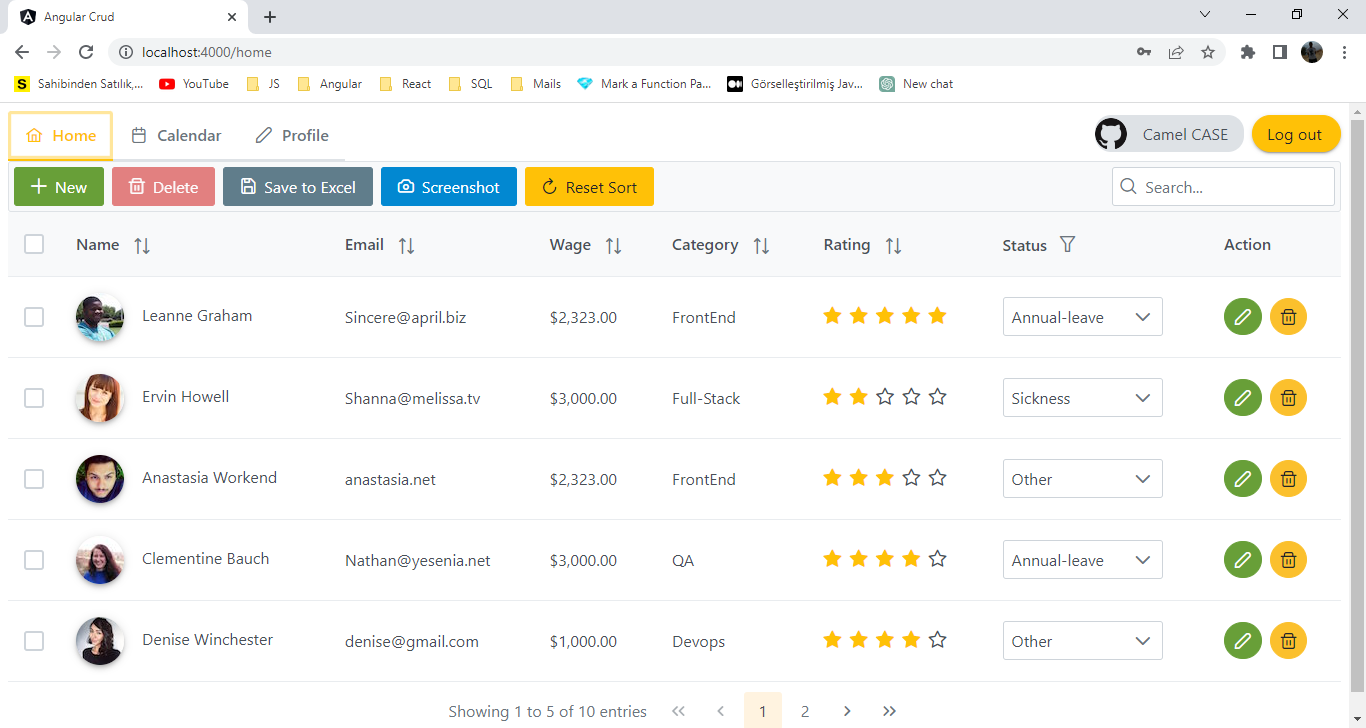 Angular Crud
localhost:4000/home
S Sahibinden Satılık,... YouTube JS Angular React SQL Mails Mark a Function Pa... Görselleştirilmiş Jav... New chat
Home Calendar Profile Camel CASE Log out
New Delete Save to Excel Screenshot Reset Sort Search...
Name Email Wage Category Rating Status Action
Leanne Graham Sincere@april.biz $2,323.00 FrontEnd Annual-leave
Ervin Howell Shanna@melissa.tv $3,000.00 Full-Stack Sickness
Anastasia Workend anastasia.net $2,323.00 FrontEnd Other
Clementine Bauch Nathan@yesenia.net $3,000.00 QA Annual-leave
Denise Winchester denise@gmail.com $1,000.00 Devops Other
Showing 1 to 5 of 10 entries 1 2